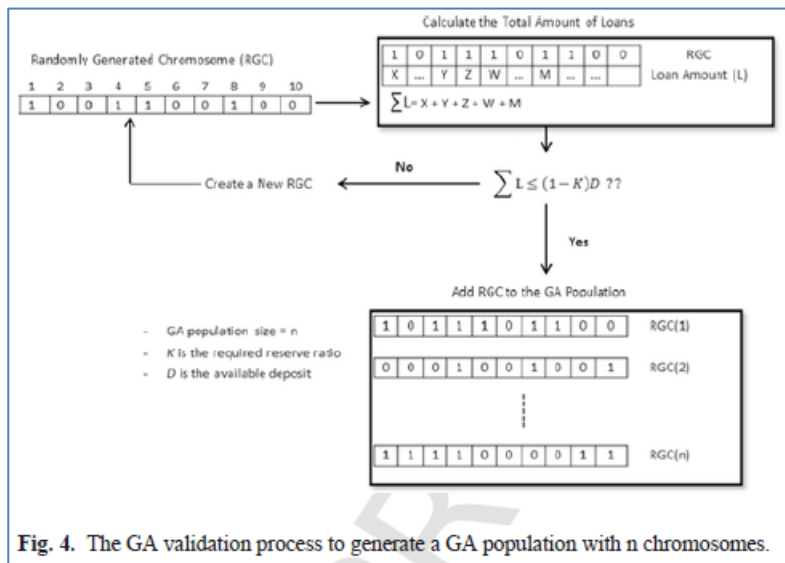 Calculate the Total Amount of Loans
Randomly Generated Chromosome (RGC)
1 2 3 4 5 6 7 8 9 10
1 0 0 1 1 0 0 1 0 0
1 0 1 1 1 0 1 1 0 0 RGC
X ... Y Z W ... M ... ... Loan Amount (L)
∑L= X + Y + Z + W + M
No
Create a New RGC
∑ L ≤ (1−K)D ??
Yes
Add RGC to the GA Population
- GA population size = n
- K is the required reserve ratio
- D is the available deposit
1 0 1 1 1 0 1 1 0 0 RGC(1)
0 0 0 1 0 0 1 0 0 1 RGC(2)
1 1 1 1 0 0 0 0 1 1 RGC(n)
Fig. 4. The GA validation process to generate a GA population with n chromosomes.